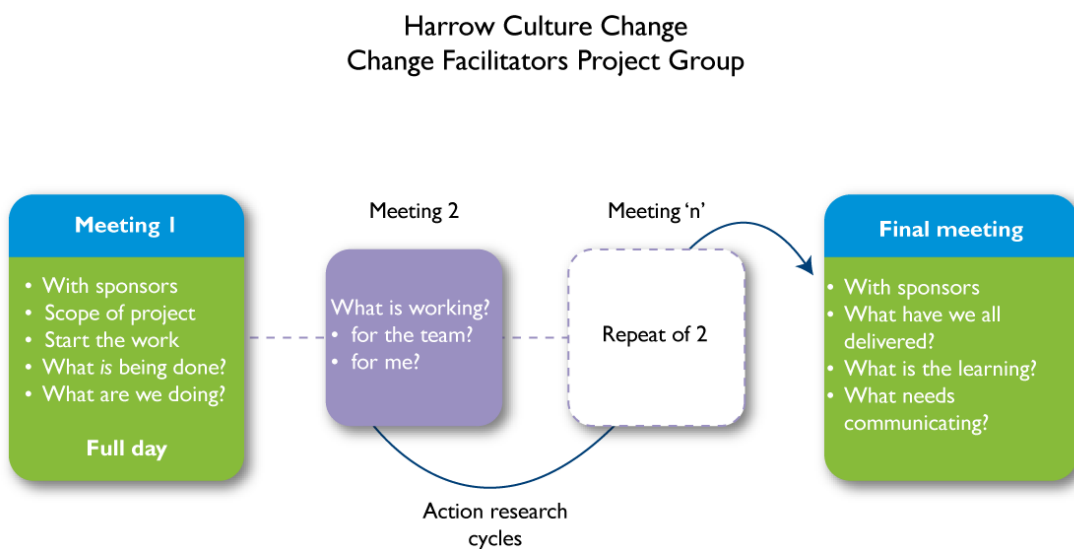 Harrow Culture Change
Change Facilitators Project Group
Meeting 1
• With sponsors
• Scope of project
• Start the work
• What is being done?
• What are we doing?
Full day
Meeting 2
What is working?
• for the team?
• for me?
Meeting ‘n’
Repeat of 2
Action research
cycles
Final meeting
• With sponsors
• What have we all
delivered?
• What is the learning?
• What needs
communicating?